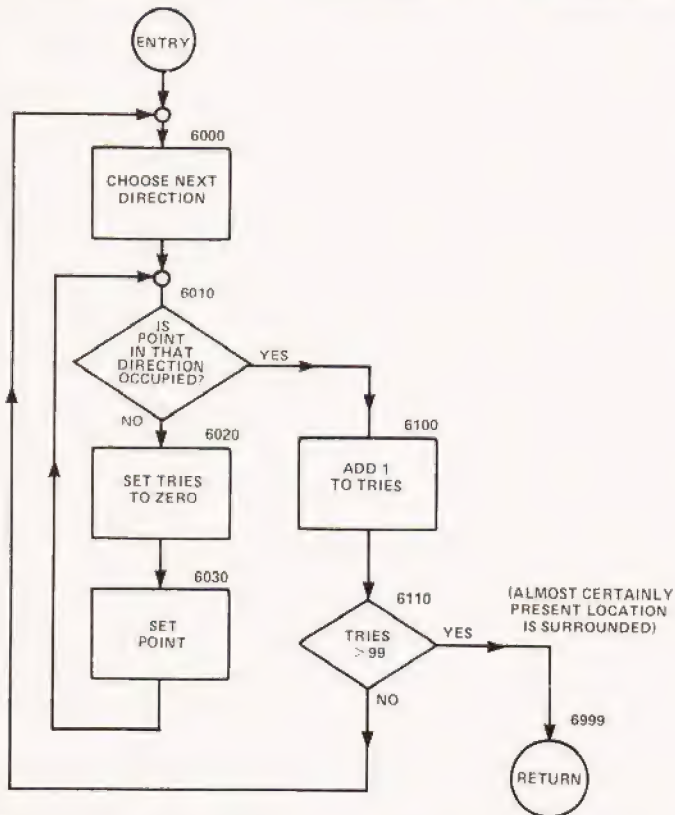 ENTRY
6000
CHOOSE NEXT
DIRECTION
6010
IS
POINT
IN THAT
DIRECTION
OCCUPIED?
YES
NO
6020
SET TRIES
TO ZERO
6030
SET
POINT
6100
ADD 1
TO TRIES
6110
TRIES
>99
YES
NO
(ALMOST CERTAINLY
PRESENT LOCATION
IS SURROUNDED)
6999
RETURN